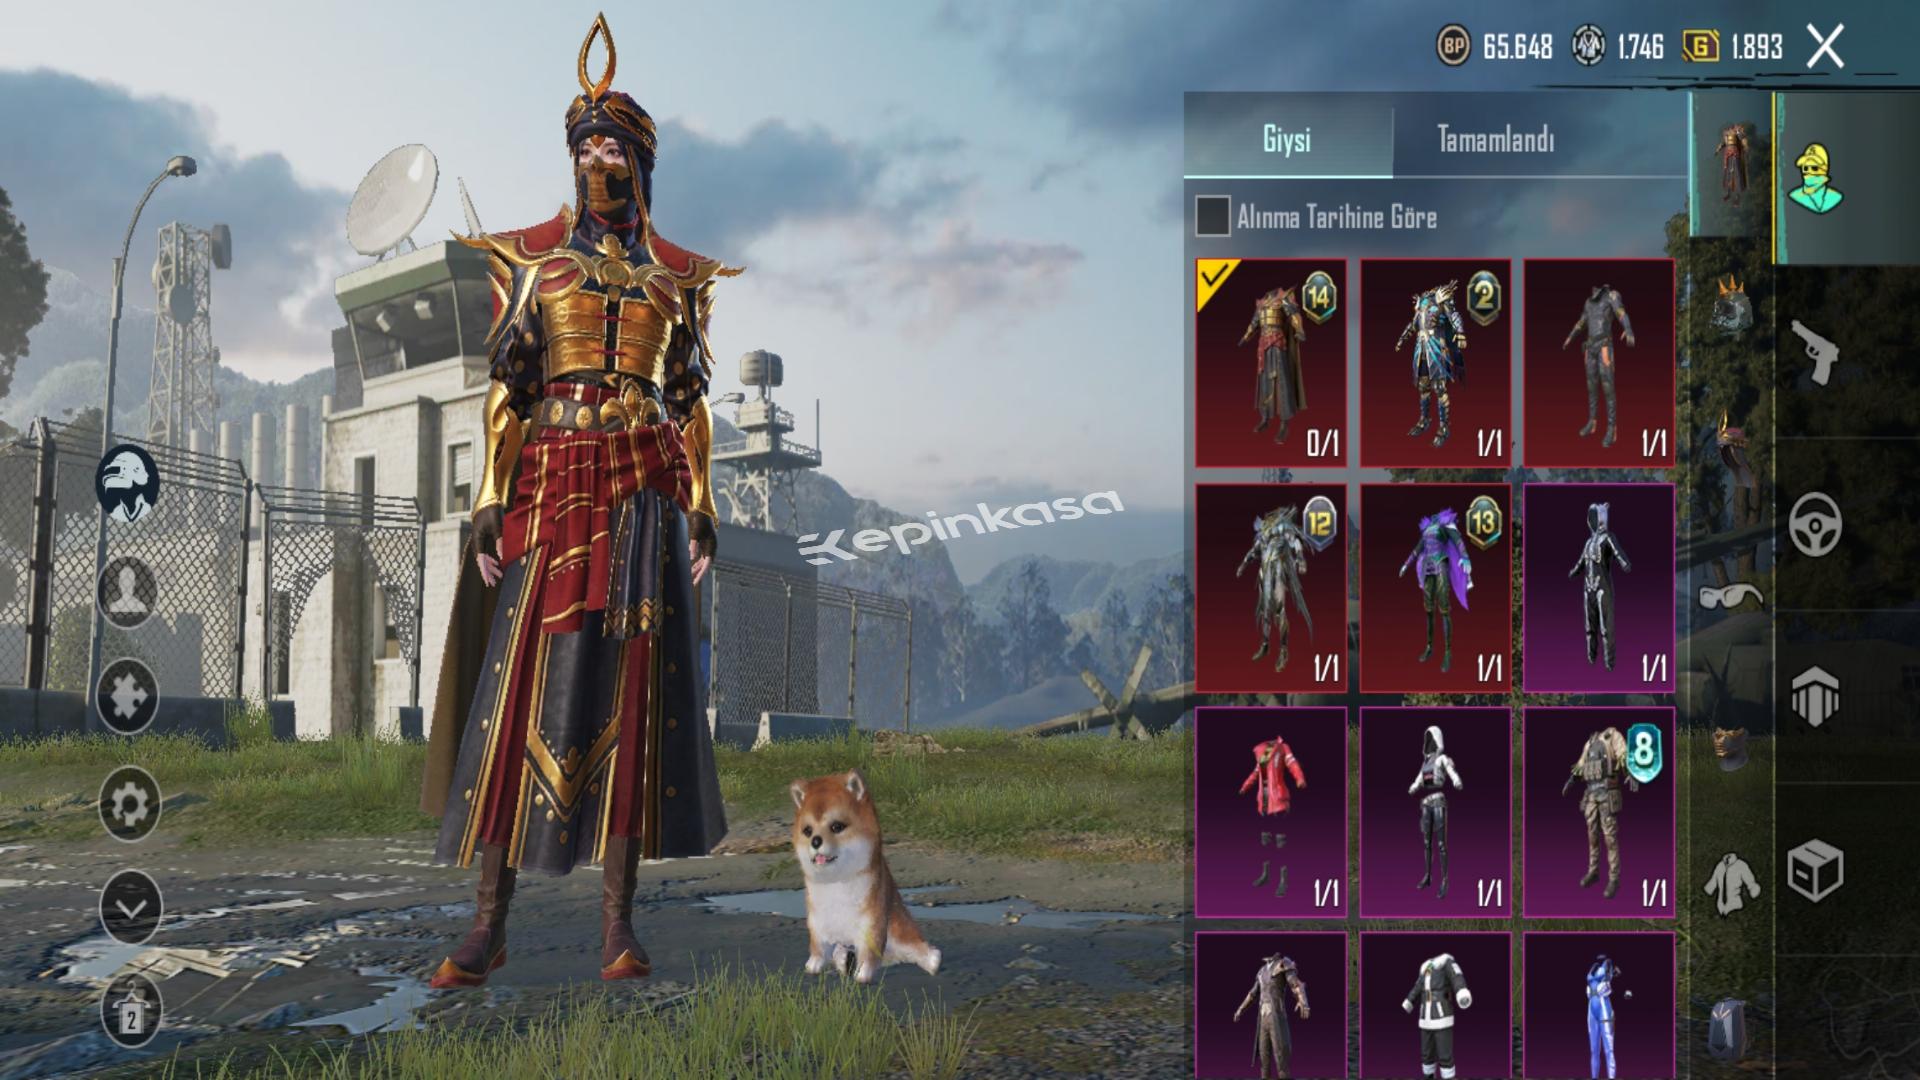 BP 65.648 1.746 G 1.893
Giysi Tamamlandı
Alınma Tarihine Göre
14 2
0/1 1/1 1/1
12 13
1/1 1/1 1/1
8
1/1 1/1 1/1
epinkasa
2